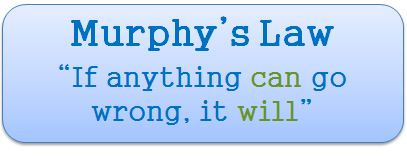 Murphy’s Law
“If anything can go
wrong, it will”